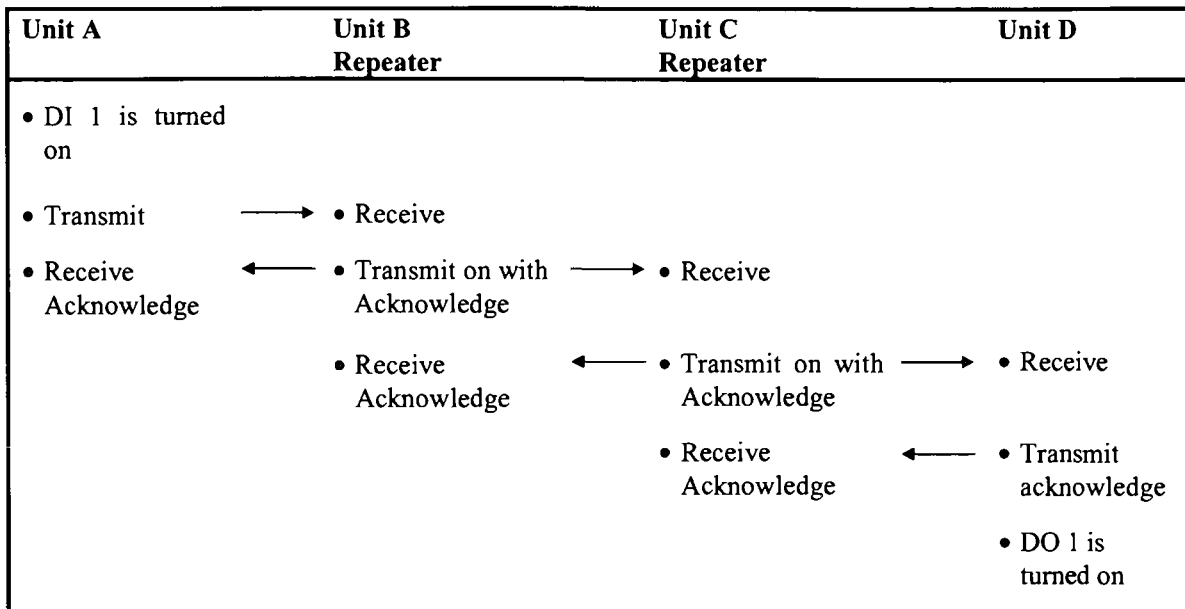 Unit A Unit B Unit C Unit D
Repeater Repeater
• DI 1 is turned
on
• Transmit → • Receive
• Receive ← • Transmit on with → • Receive
Acknowledge Acknowledge
• Receive ← • Transmit on with → • Receive
Acknowledge Acknowledge
• Receive ← • Transmit
Acknowledge acknowledge
• DO 1 is
turned on